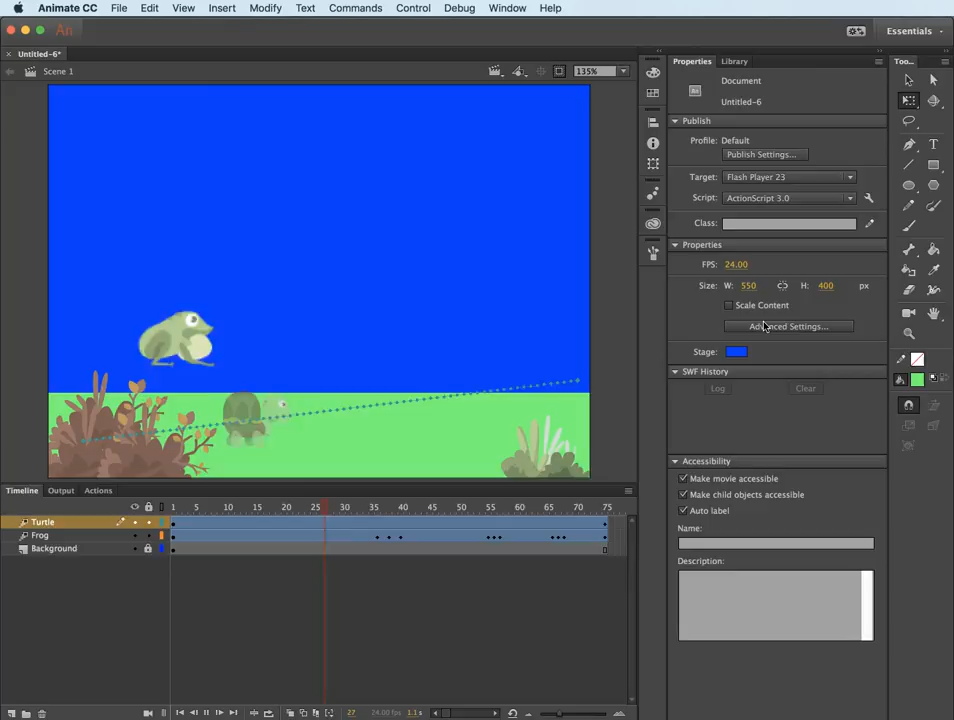 Animate CC File Edit View Insert Modify Text Commands Control Debug Window Help
An
Essentials
× Untitled-6*
Scene 1
135%
Properties Library
Too...
Document
Untitled-6
Publish
Profile: Default
Publish Settings...
Target: Flash Player 23
Script: ActionScript 3.0
Class:
Properties
FPS: 24.00
Size: W: 550 H: 400 px
Scale Content
Advanced Settings...
Stage:
SWF History
Log Clear
Accessibility
Make movie accessible
Make child objects accessible
Auto label
Name:
Description:
Timeline Output Actions
1 5 10 15 20 25 30 35 40 45 50 55 60 65 70 75
Turtle
Frog
Background
27 24.00 fps 1.1 s